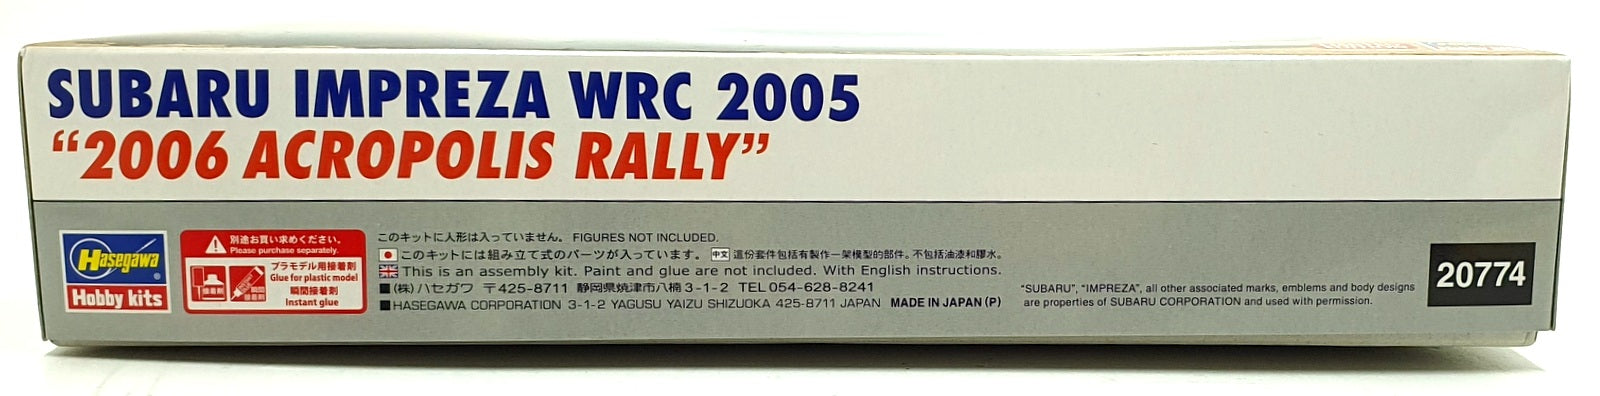 SUBARU IMPREZA WRC 2005
“2006 ACROPOLIS RALLY”
Hasegawa®
Hobby kits
別途お買い求めください。
Please purchase separately.
プラモデル用接着剤
Glue for plastic model
瞬間接着剤
Instant glue
接着剤
このキットに人形は入っていません。 FIGURES NOT INCLUDED.
このキットには組み立て式のパーツが入っています。 中文 這份套件包括有製作一架模型的部件。不包括油漆和膠水。
This is an assembly kit. Paint and glue are not included. With English instructions.
■(株)ハセガワ 〒425-8711 静岡県焼津市八楠3-1-2 TEL 054-628-8241
■HASEGAWA CORPORATION 3-1-2 YAGUSU YAIZU SHIZUOKA 425-8711 JAPAN MADE IN JAPAN (P)
“SUBARU”, “IMPREZA”, all other associated marks, emblems and body designs
are properties of SUBARU CORPORATION and used with permission.
20774